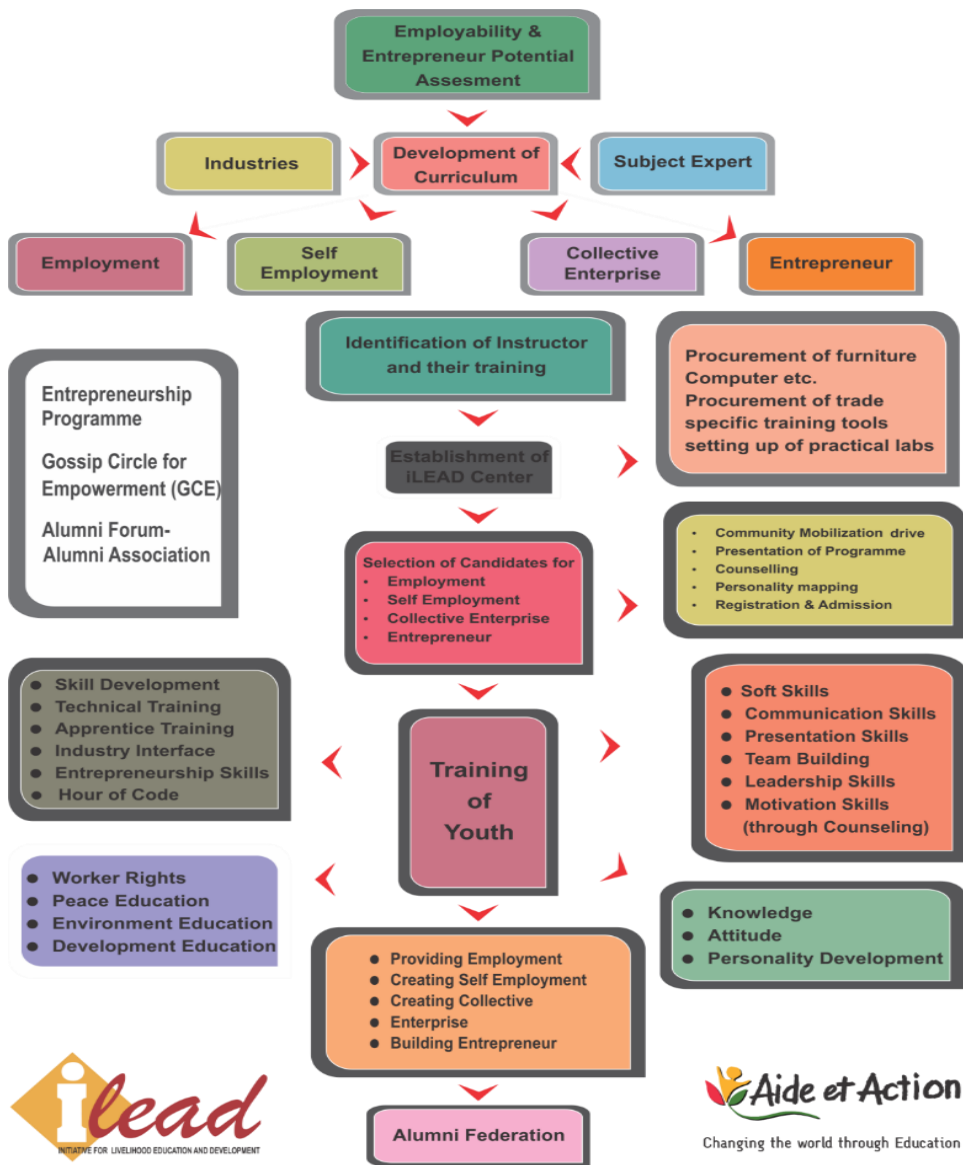 Employability &
Entrepreneur Potential
Assesment
Industries
Development of
Curriculum
Subject Expert
Employment
Self
Employment
Collective
Enterprise
Entrepreneur
Identification of Instructor
and their training
Procurement of furniture
Computer etc.
Procurement of trade
specific training tools
setting up of practical labs
Entrepreneurship
Programme
Gossip Circle for
Empowerment (GCE)
Alumni Forum-
Alumni Association
Establishment of
iLEAD Center
Selection of Candidates for
• Employment
• Self Employment
• Collective Enterprise
• Entrepreneur
• Community Mobilization drive
• Presentation of Programme
• Counselling
• Personality mapping
• Registration & Admission
● Skill Development
● Technical Training
● Apprentice Training
● Industry Interface
● Entrepreneurship Skills
● Hour of Code
Training
of
Youth
● Soft Skills
● Communication Skills
● Presentation Skills
● Team Building
● Leadership Skills
● Motivation Skills
(through Counseling)
● Worker Rights
● Peace Education
● Environment Education
● Development Education
● Knowledge
● Attitude
● Personality Development
● Providing Employment
● Creating Self Employment
● Creating Collective
● Enterprise
● Building Entrepreneur
Alumni Federation
ilead
INITIATIVE FOR LIVELIHOOD EDUCATION AND DEVELOPMENT
Aide et Action
Changing the world through Education